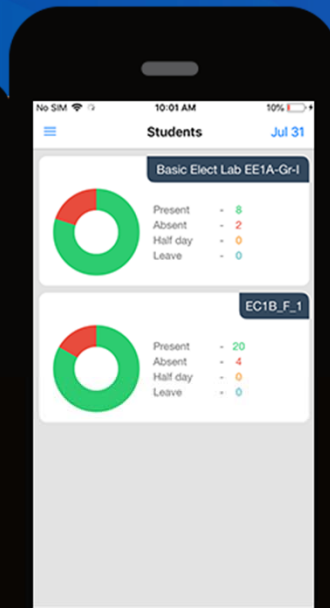 No SIM 10:01 AM 10%
Students Jul 31
Basic Elect Lab EE1A-Gr-I
Present - 8
Absent - 2
Half day - 0
Leave - 0
EC1B_F_1
Present - 20
Absent - 4
Half day - 0
Leave - 0